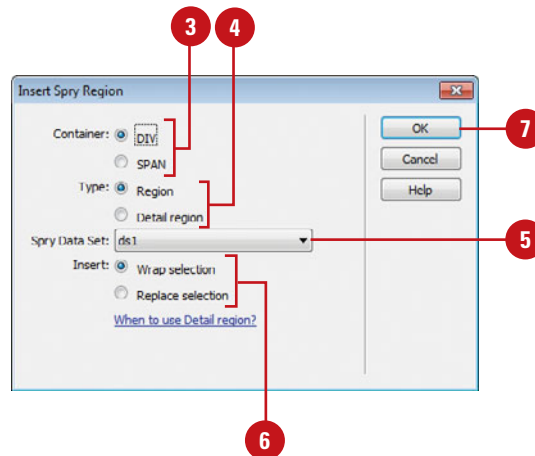 3 4
Insert Spry Region
Container: DIV
OK
7
SPAN
Cancel
Type: Region
Help
Detail region
Spry Data Set: ds1
5
Insert: Wrap selection
Replace selection
When to use Detail region?
6